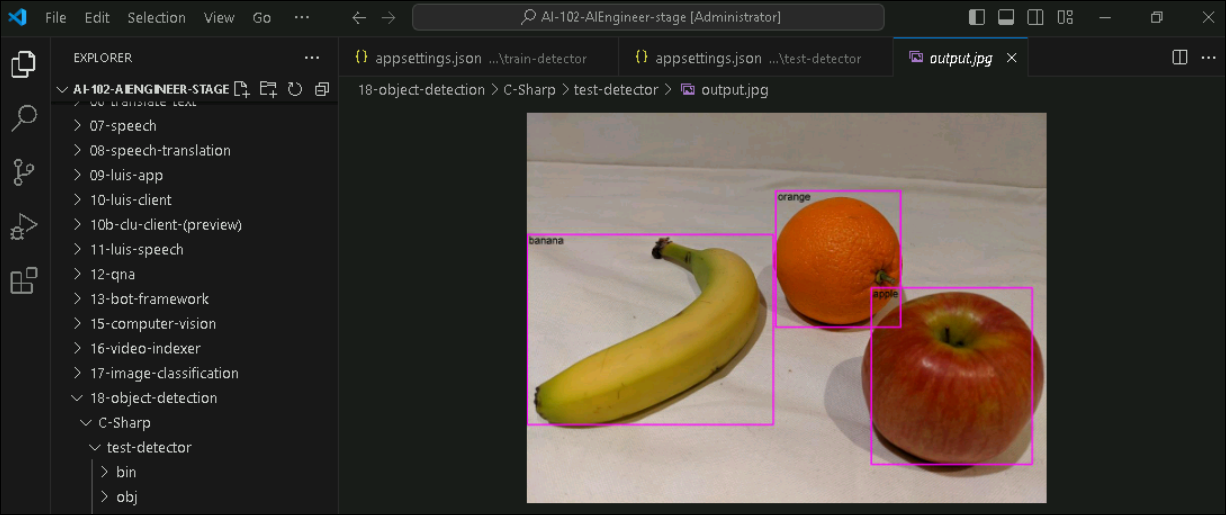 File Edit Selection View Go ... AI-102-AIEngineer-stage [Administrator]
EXPLORER ...
{} appsettings.json ...\train-detector {} appsettings.json ...\test-detector output.jpg
AI-102-AIENGINEER-STAGE
18-object-detection > C-Sharp > test-detector > output.jpg
06-translate-text
07-speech
08-speech-translation
09-luis-app
10-luis-client
10b-clu-client-(preview)
11-luis-speech
12-qna
13-bot-framework
15-computer-vision
16-video-indexer
17-image-classification
18-object-detection
C-Sharp
test-detector
bin
obj
orange
banana
apple